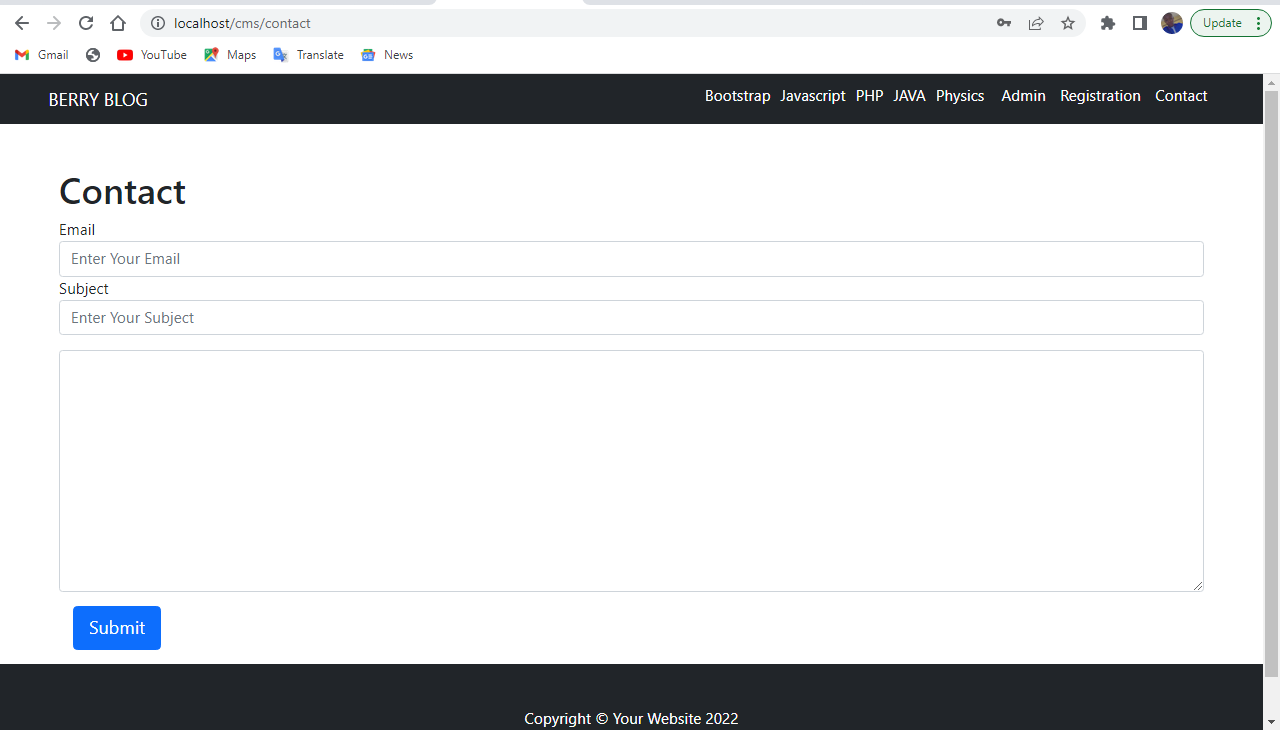 localhost/cms/contact
Update
Gmail YouTube Maps Translate News
BERRY BLOG Bootstrap Javascript PHP JAVA Physics Admin Registration Contact
Contact
Email
Enter Your Email
Subject
Enter Your Subject
Submit
Copyright © Your Website 2022